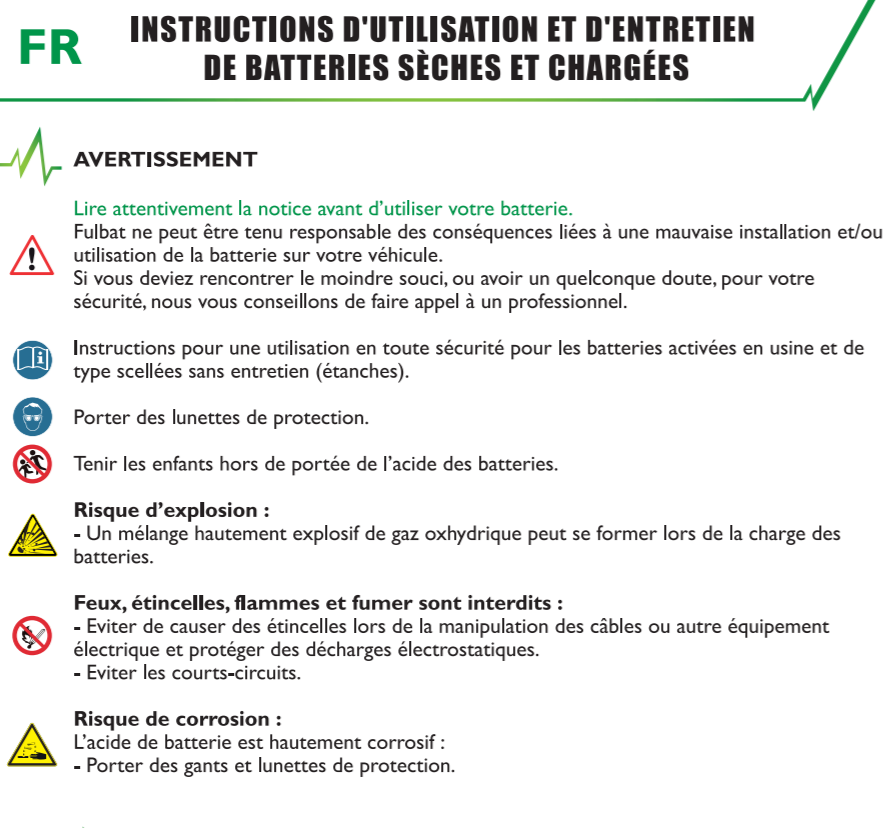 FR
INSTRUCTIONS D'UTILISATION ET D'ENTRETIEN
DE BATTERIES SÈCHES ET CHARGÉES
AVERTISSEMENT
Lire attentivement la notice avant d’utiliser votre batterie.
Fulbat ne peut être tenu responsable des conséquences liées à une mauvaise installation et/ou
utilisation de la batterie sur votre véhicule.
Si vous deviez rencontrer le moindre souci, ou avoir un quelconque doute, pour votre
sécurité, nous vous conseillons de faire appel à un professionnel.
Instructions pour une utilisation en toute sécurité pour les batteries activées en usine et de
type scellées sans entretien (étanches).
Porter des lunettes de protection.
Tenir les enfants hors de portée de l’acide des batteries.
Risque d’explosion :
- Un mélange hautement explosif de gaz oxhydrique peut se former lors de la charge des
batteries.
Feux, étincelles, flammes et fumer sont interdits :
- Eviter de causer des étincelles lors de la manipulation des câbles ou autre équipement
électrique et protéger des décharges électrostatiques.
- Eviter les courts-circuits.
Risque de corrosion :
L’acide de batterie est hautement corrosif :
- Porter des gants et lunettes de protection.